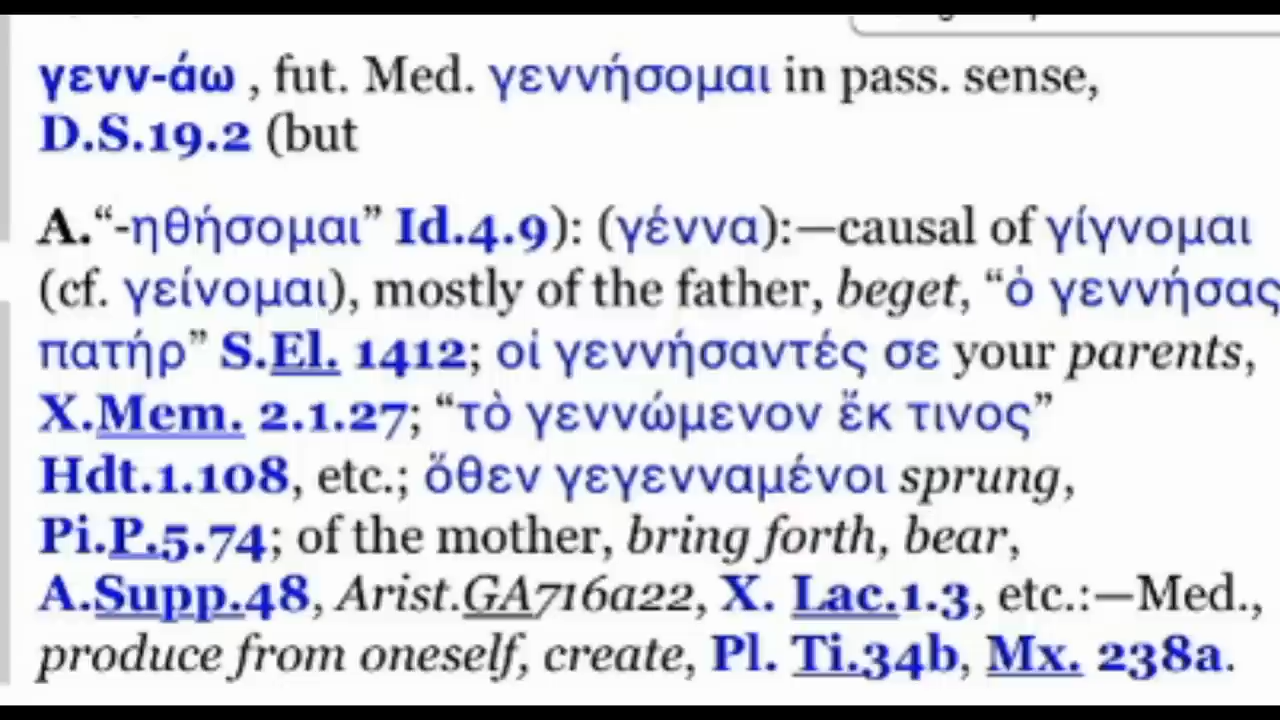 γενν-άω , fut. Med. γεννήσομαι in pass. sense,
D.S.19.2 (but
A.“-ηθήσομαι” Id.4.9): (γέννα):—causal of γίγνομαι
(cf. γείνομαι), mostly of the father, beget, “ὁ γεννήσας
πατήρ” S.El. 1412; οἱ γεννήσαντές σε your parents,
X.Mem. 2.1.27; “τὸ γεννώμενον ἔκ τινος”
Hdt.1.108, etc.; ὅθεν γεγενναμένοι sprung,
Pi.P.5.74; of the mother, bring forth, bear,
A.Supp.48, Arist.GA716a22, X. Lac.1.3, etc.:—Med.,
produce from oneself, create, Pl. Ti.34b, Mx. 238a.